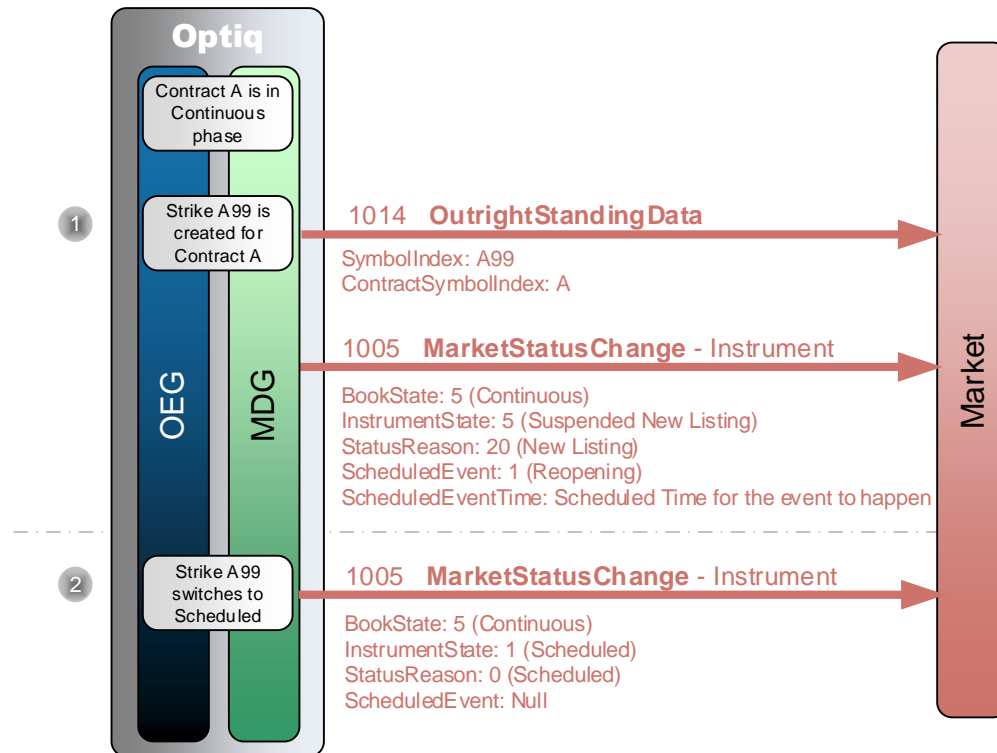 Optiq
Contract A is in
Continuous
phase
1
Strike A99 is
created for
Contract A
1014 OutrightStandingData
SymbolIndex: A99
ContractSymbolIndex: A
1005 MarketStatusChange - Instrument
BookState: 5 (Continuous)
InstrumentState: 5 (Suspended New Listing)
StatusReason: 20 (New Listing)
ScheduledEvent: 1 (Reopening)
ScheduledEventTime: Scheduled Time for the event to happen
OEG
MDG
Market
2
Strike A99
switches to
Scheduled
1005 MarketStatusChange - Instrument
BookState: 5 (Continuous)
InstrumentState: 1 (Scheduled)
StatusReason: 0 (Scheduled)
ScheduledEvent: Null